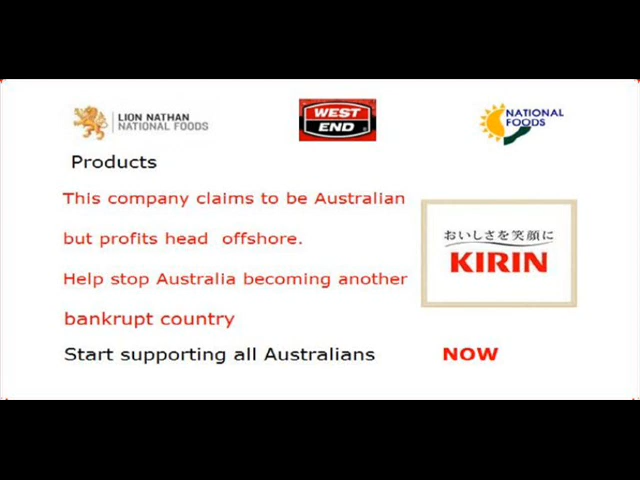 LION NATHAN
NATIONAL FOODS
WEST
END
NATIONAL
FOODS
Products
This company claims to be Australian
but profits head offshore.
おいしさを笑顔に
KIRIN
Help stop Australia becoming another
bankrupt country
Start supporting all Australians NOW